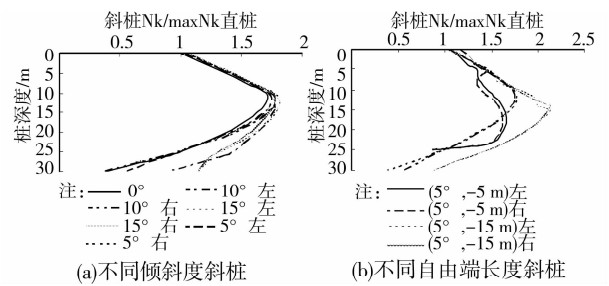 斜桩Nk/maxNk直桩
0.5 1 1.5 2
桩深度/m
0
5
10
15
20
25
30
注:
0°
10° 左
10° 右
15° 左
15° 右
5° 左
5° 右
(a)不同倾斜度斜桩
斜桩Nk/maxNk直桩
0.5 1 1.5 2 2.5
桩深度/m
0
5
10
15
20
25
30
注:
(5° ,-5 m)左
(5° ,-5 m)右
(5° ,-15 m)左
(5° ,-15 m)右
(b)不同自由端长度斜桩